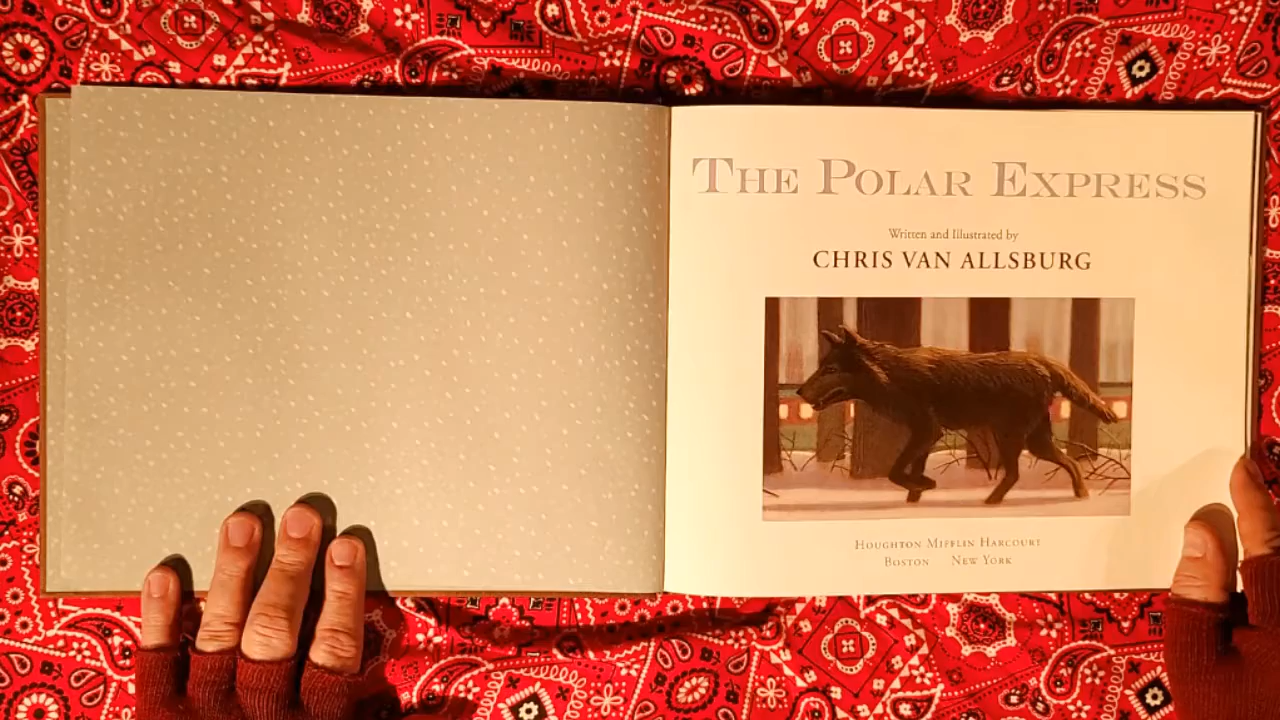 THE POLAR EXPRESS
Written and Illustrated by
CHRIS VAN ALLSBURG
HOUGHTON MIFFLIN HARCOURT
BOSTON NEW YORK